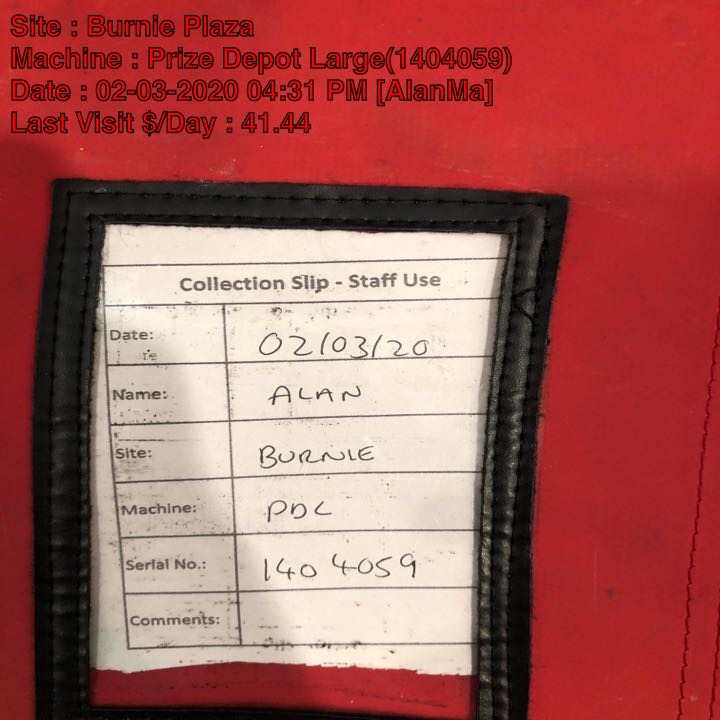 Site : Burnie Plaza
Machine : Prize Depot Large(1404059)
Date : 02-03-2020 04:31 PM [AlanMa]
Last Visit $/Day : 41.44
Collection Slip - Staff Use
Date: 02/03/20
re
Name: ALAN
Site: BURNIE
Machine: PDL
Serial No.: 1404059
Comments: